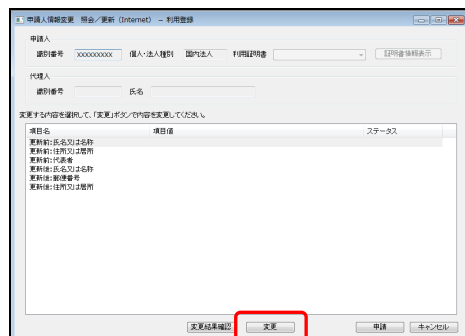 申請人情報変更 照会/更新 (Internet) - 利用登録
申請人
識別番号 XXXXXXXXX 個人・法人種別 国内法人 利用証明書 証明書情報表示
代理人
識別番号 氏名
変更する内容を選択して、「変更」ボタンで内容を変更してください。
項目名 項目値 ステータス
更新前:氏名又は名称
更新前:住所又は居所
更新前:代表者
更新後:氏名又は名称
更新後:郵便番号
更新後:住所又は居所
変更結果確認 変更 申請 キャンセル